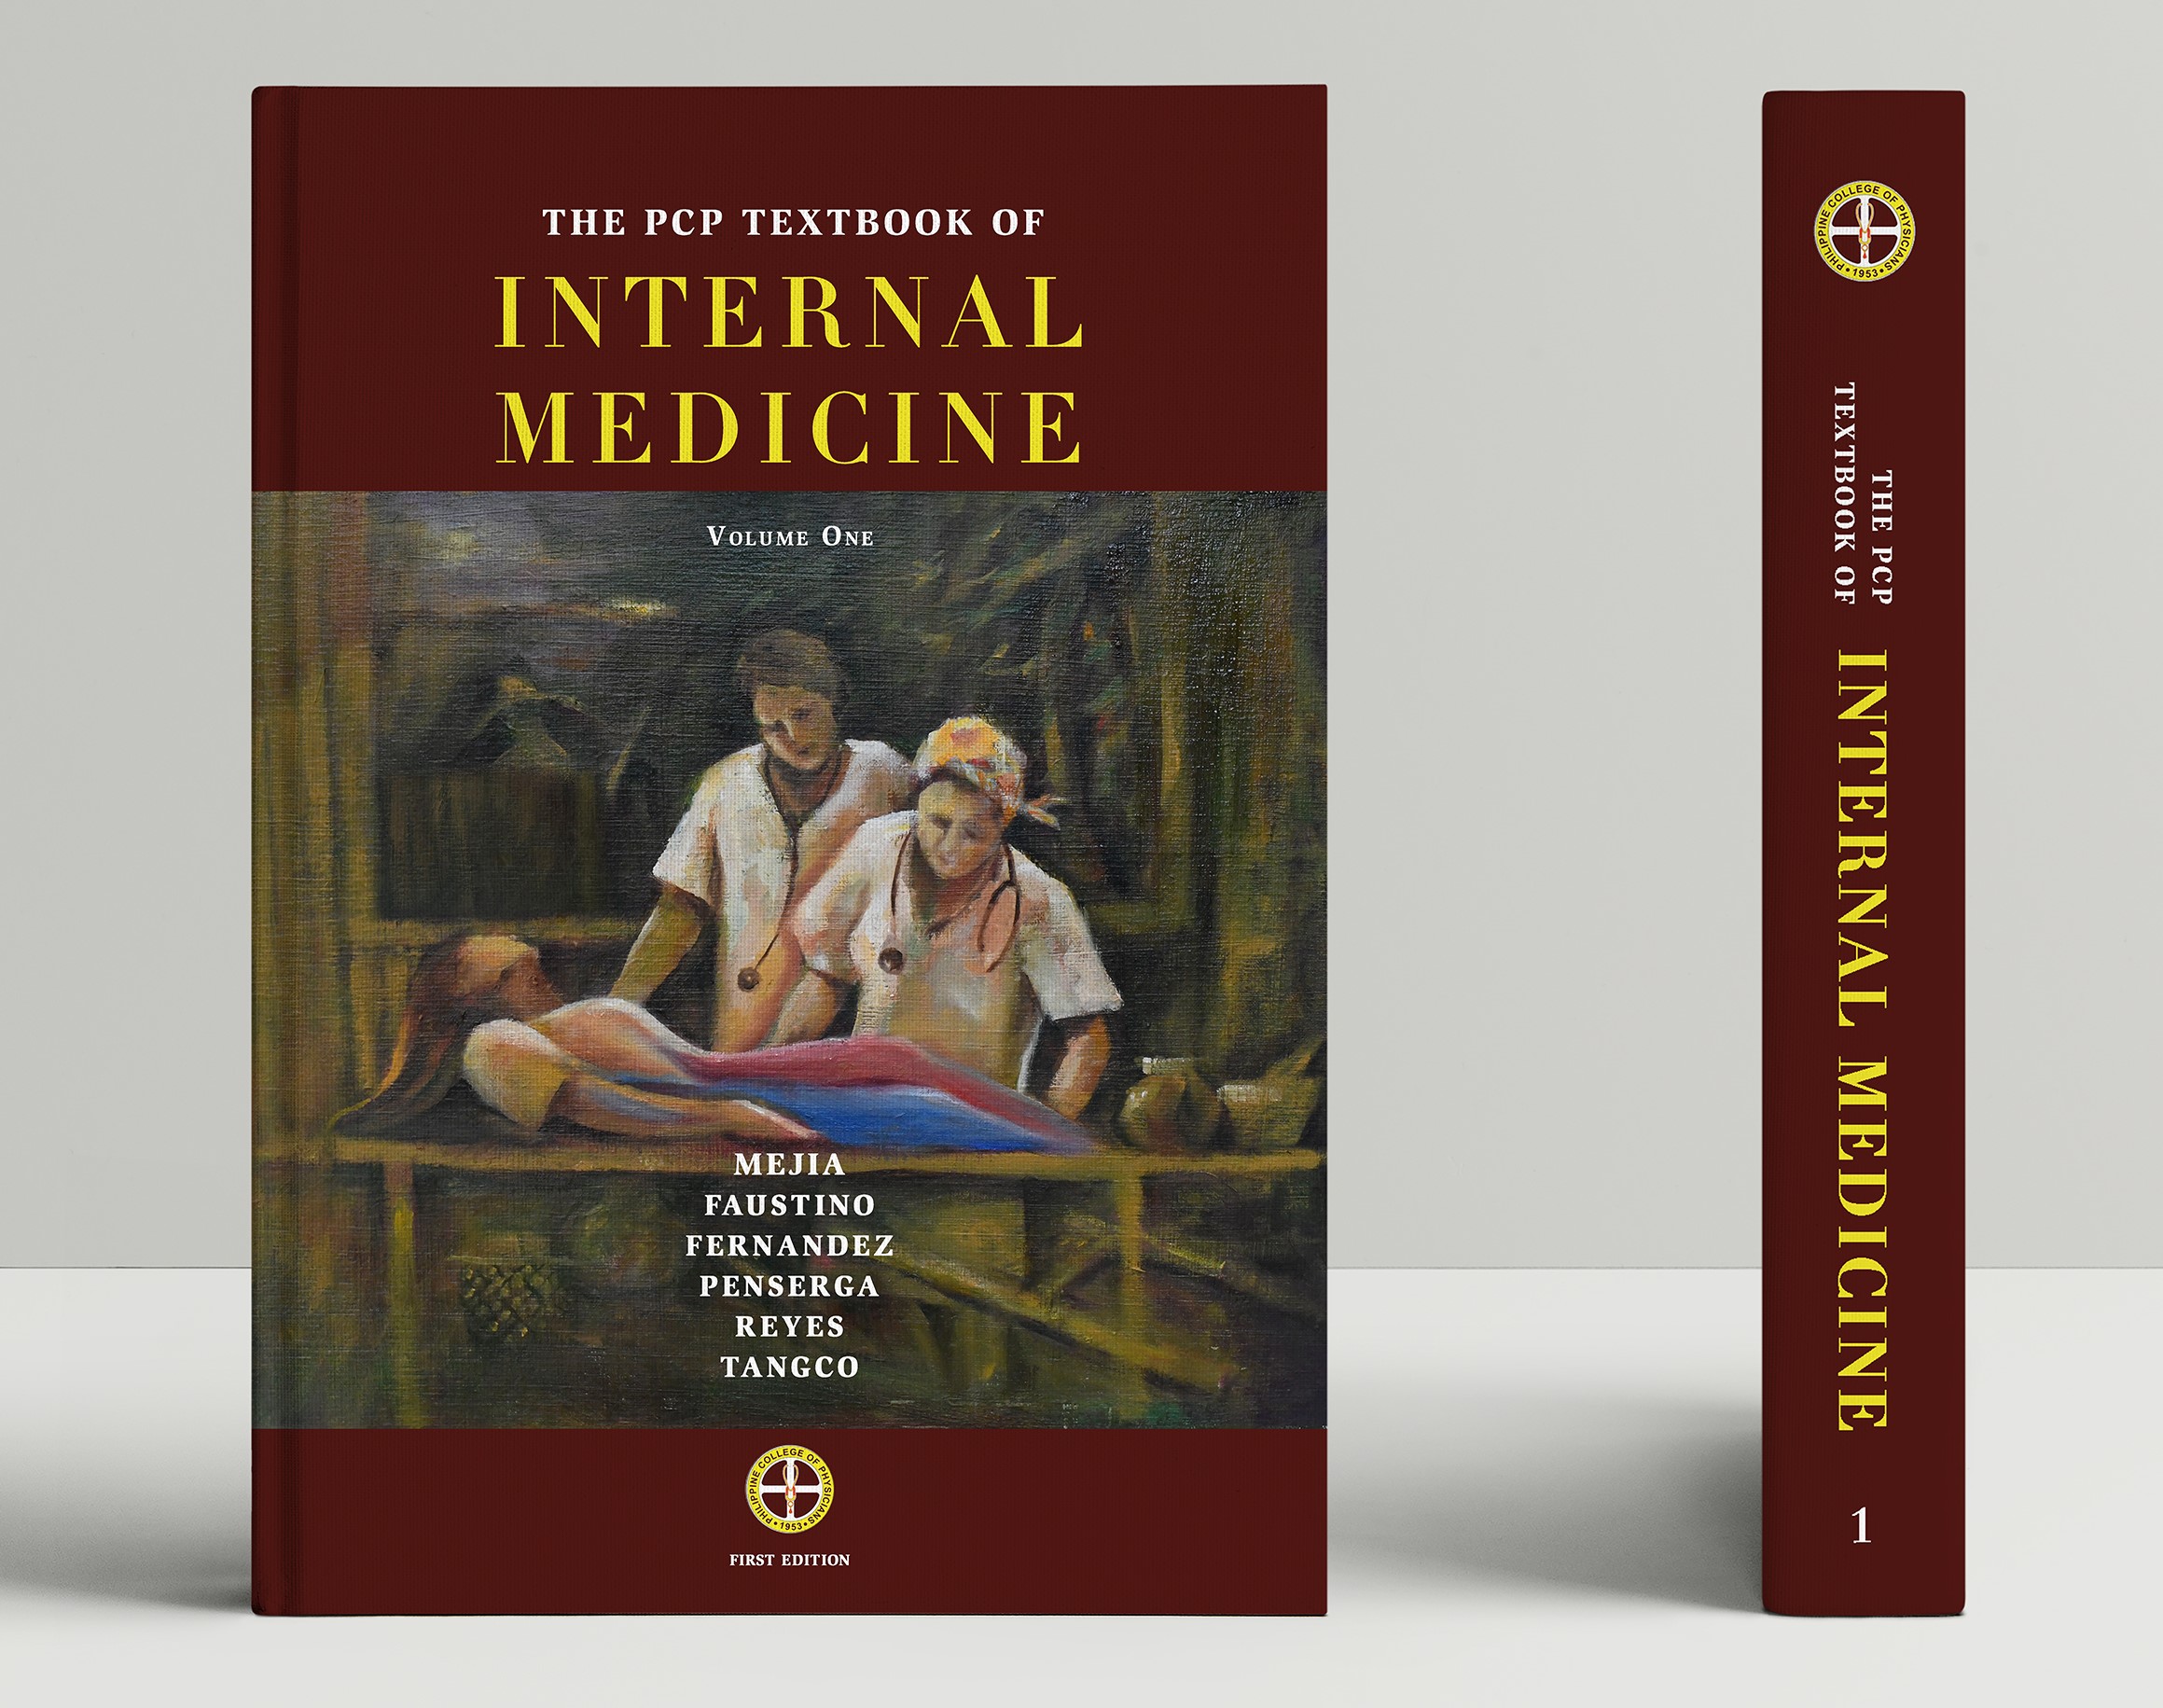 THE PCP TEXTBOOK OF
INTERNAL
MEDICINE
VOLUME ONE
MEJIA
FAUSTINO
FERNANDEZ
PENSERGA
REYES
TANGCO
PHILIPPINE COLLEGE OF PHYSICIANS
• 1953 •
FIRST EDITION
PHILIPPINE COLLEGE OF PHYSICIANS
• 1953 •
THE PCP
TEXTBOOK OF
INTERNAL MEDICINE
1